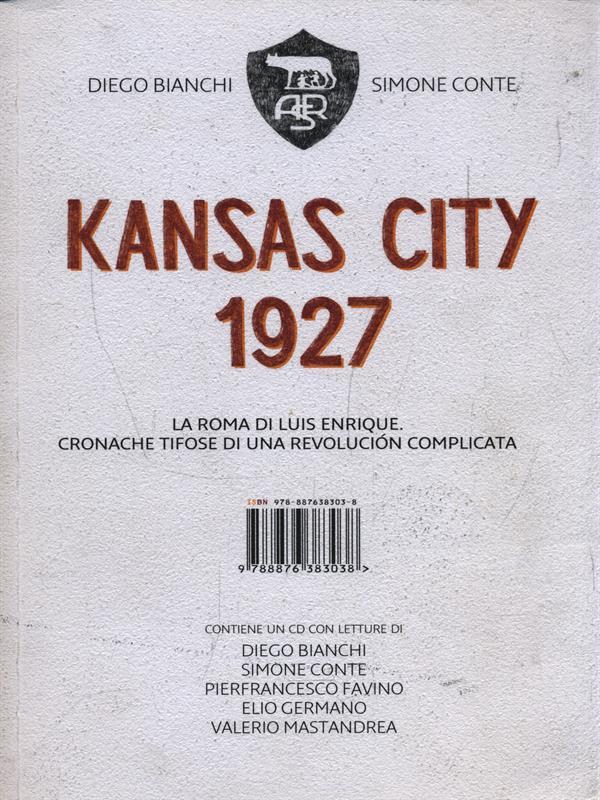 DIEGO BIANCHI
SIMONE CONTE
ASR
KANSAS CITY
1927
LA ROMA DI LUIS ENRIQUE.
CRONACHE TIFOSE DI UNA REVOLUCIÓN COMPLICATA
ISBN 978-887638303-8
9 788876 383038 >
CONTIENE UN CD CON LETTURE DI
DIEGO BIANCHI
SIMONE CONTE
PIERFRANCESCO FAVINO
ELIO GERMANO
VALERIO MASTANDREA